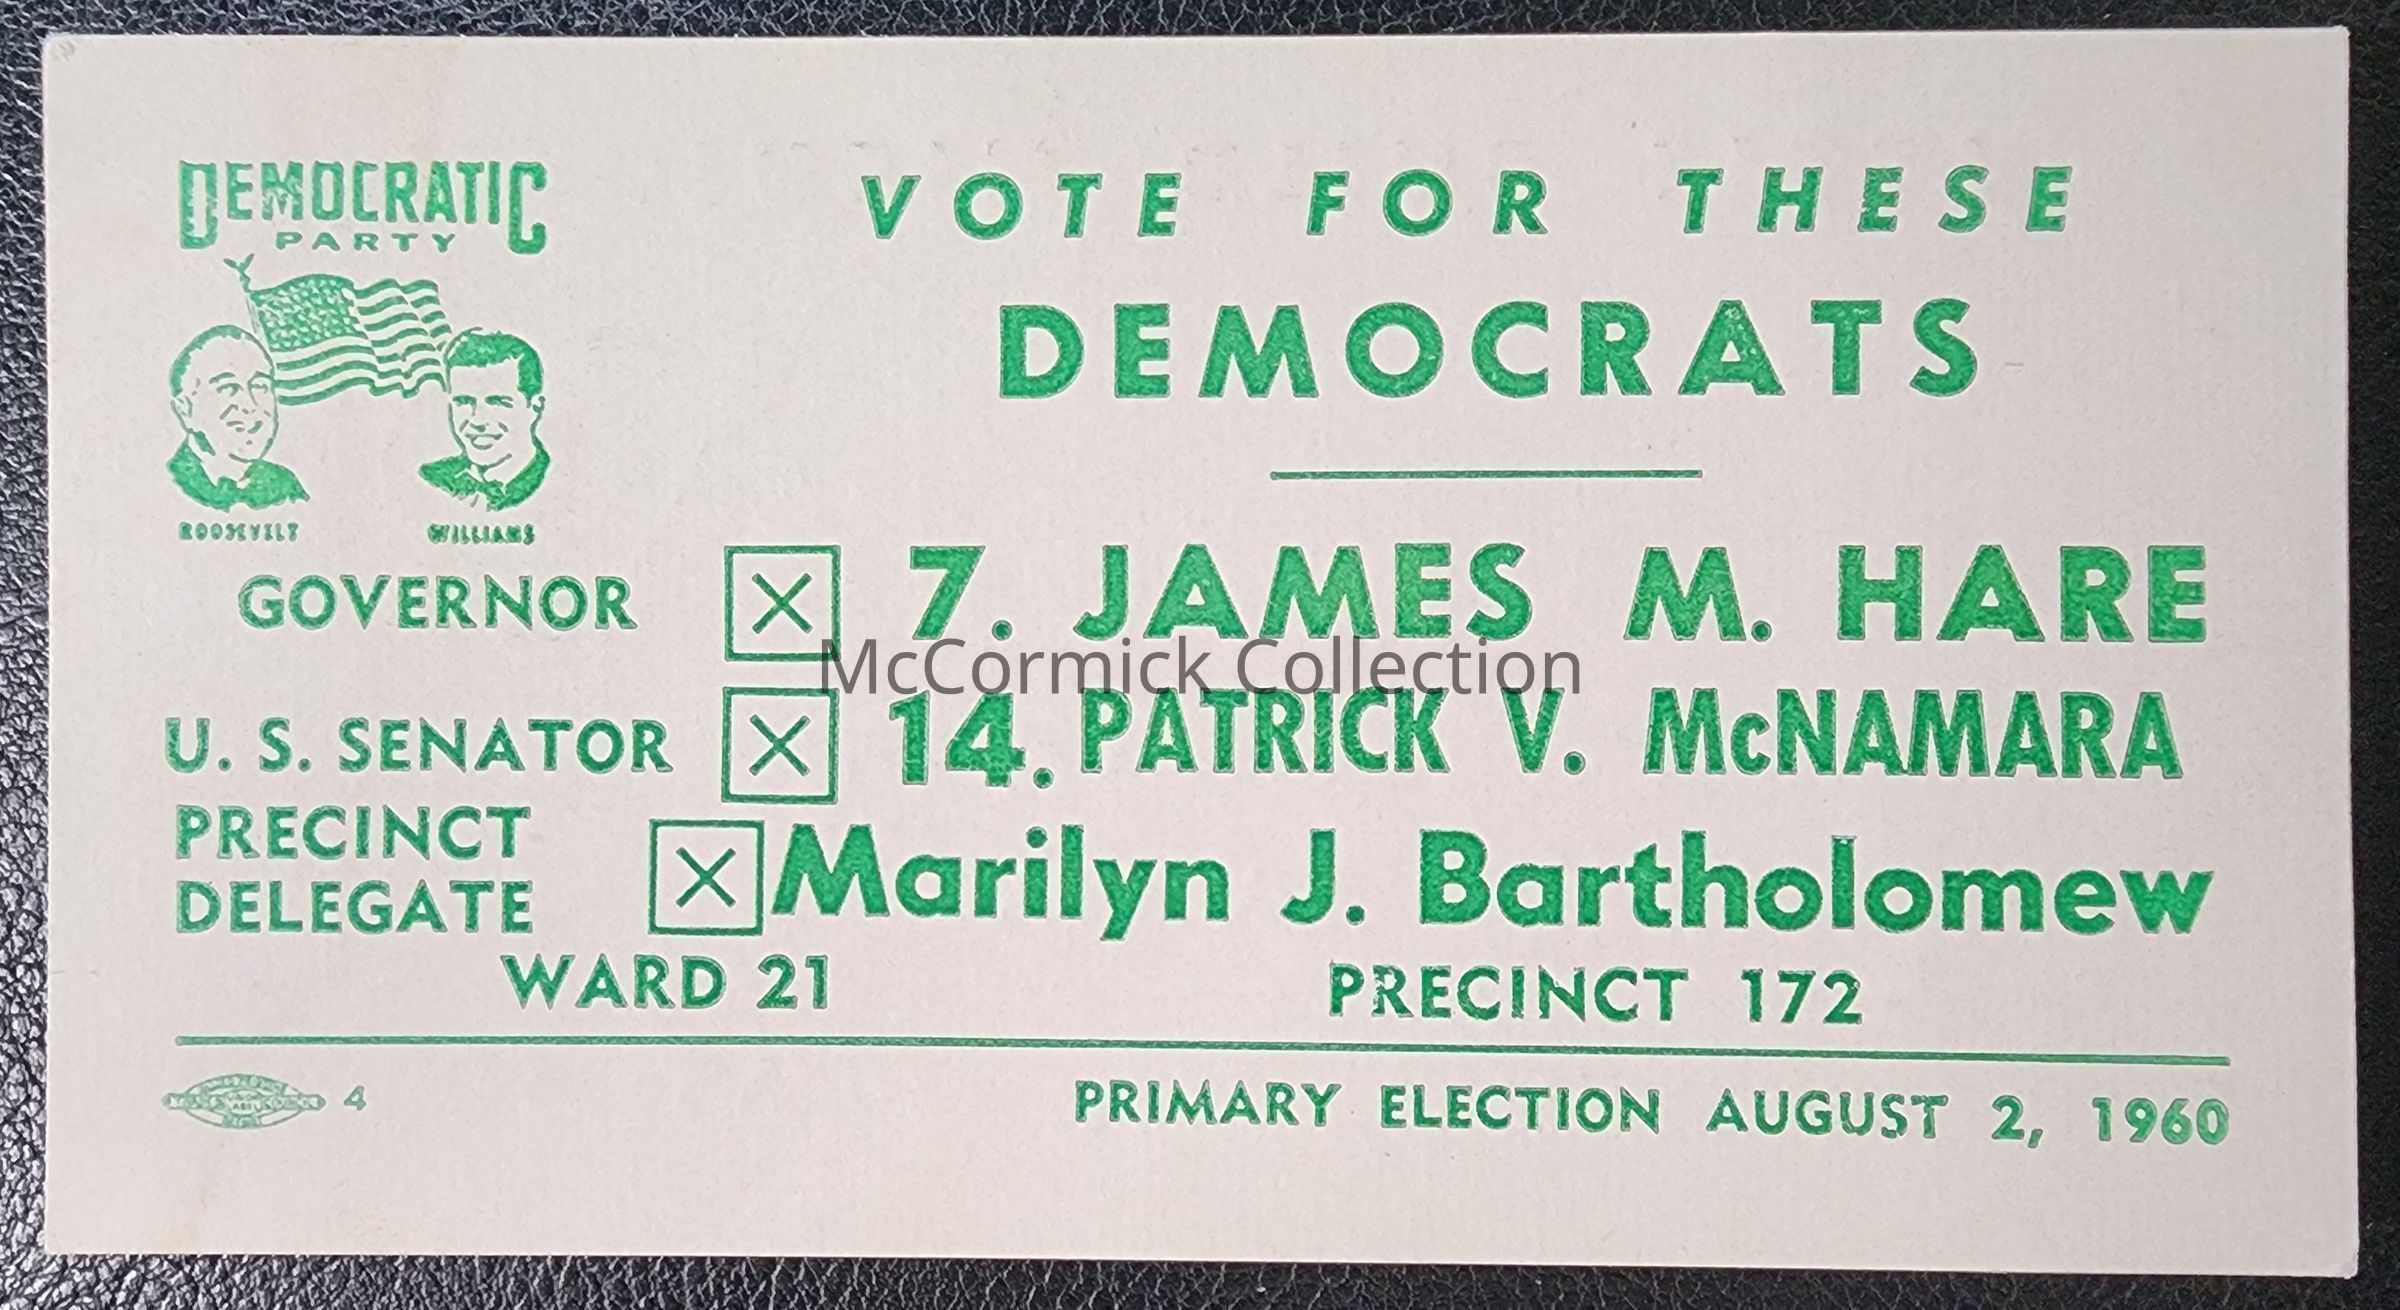 DEMOCRATIC
PARTY
ROOSEVELT
WILLIAMS
VOTE FOR THESE
DEMOCRATS
GOVERNOR X 7. JAMES M. HARE
McCormick Collection
U. S. SENATOR X 14. PATRICK V. McNAMARA
PRECINCT
DELEGATE X Marilyn J. Bartholomew
WARD 21 PRECINCT 172
4
PRIMARY ELECTION AUGUST 2, 1960